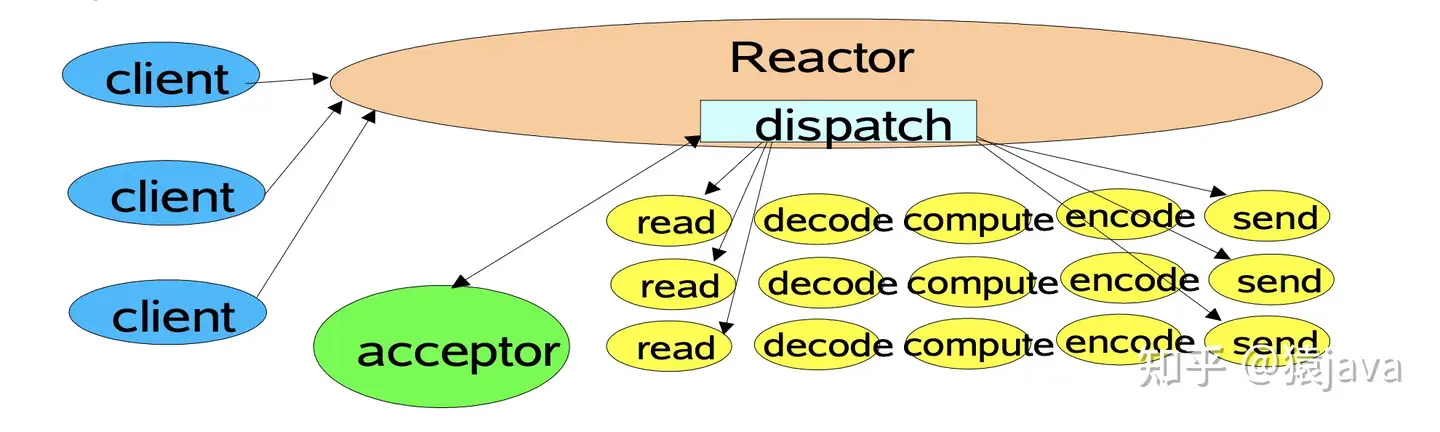 Reactor
dispatch
client
client
client
acceptor
read decode compute encode send
read decode compute encode send
read decode compute encode send
知乎 @猿java